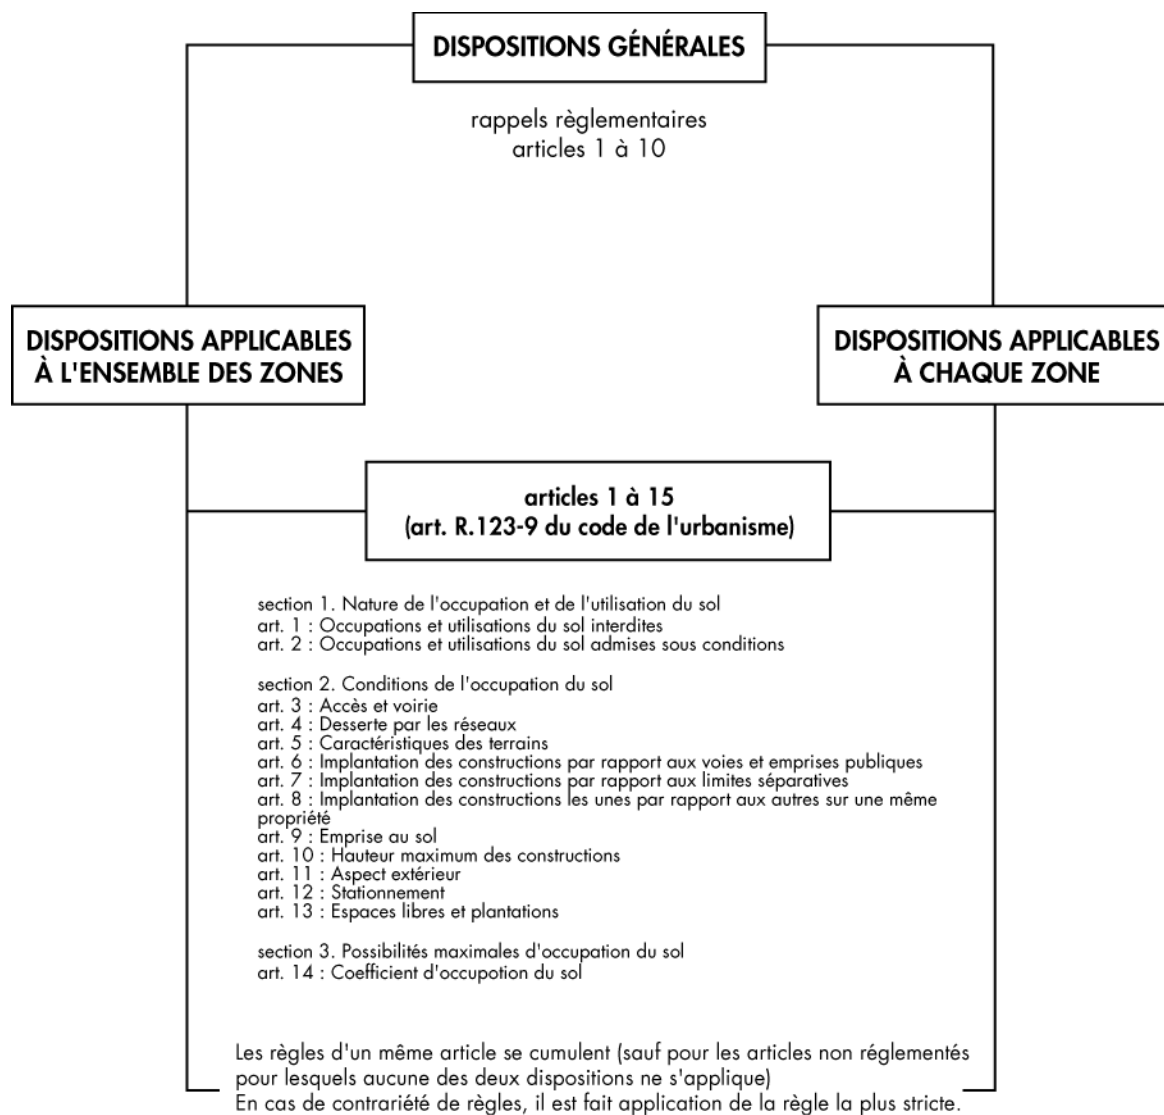 DISPOSITIONS GÉNÉRALES
rappels règlementaires
articles 1 à 10
DISPOSITIONS APPLICABLES
À L'ENSEMBLE DES ZONES
DISPOSITIONS APPLICABLES
À CHAQUE ZONE
articles 1 à 15
(art. R.123-9 du code de l'urbanisme)
section 1. Nature de l'occupation et de l'utilisation du sol
art. 1 : Occupations et utilisations du sol interdites
art. 2 : Occupations et utilisations du sol admises sous conditions
section 2. Conditions de l'occupation du sol
art. 3 : Accès et voirie
art. 4 : Desserte par les réseaux
art. 5 : Caractéristiques des terrains
art. 6 : Implantation des constructions par rapport aux voies et emprises publiques
art. 7 : Implantation des constructions par rapport aux limites séparatives
art. 8 : Implantation des constructions les unes par rapport aux autres sur une même
propriété
art. 9 : Emprise au sol
art. 10 : Hauteur maximum des constructions
art. 11 : Aspect extérieur
art. 12 : Stationnement
art. 13 : Espaces libres et plantations
section 3. Possibilités maximales d'occupation du sol
art. 14 : Coefficient d'occupotion du sol
Les règles d'un même article se cumulent (sauf pour les articles non réglementés
pour lesquels aucune des deux dispositions ne s'applique)
En cas de contrariété de règles, il est fait application de la règle la plus stricte.